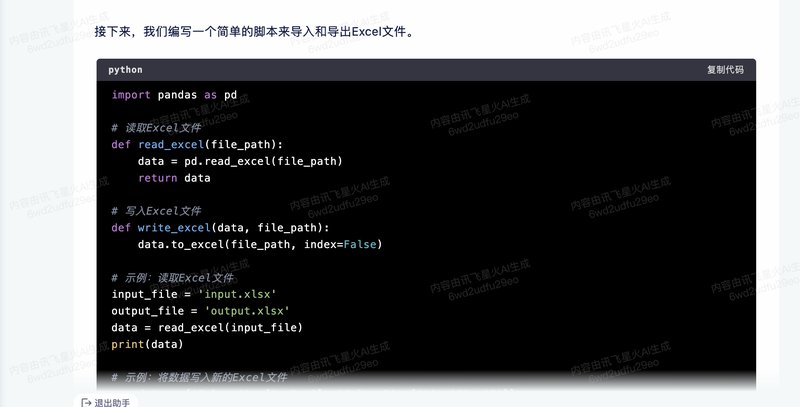 接下来，我们编写一个简单的脚本来导入和导出Excel文件。
python 复制代码
import pandas as pd
# 读取Excel文件
def read_excel(file_path):
    data = pd.read_excel(file_path)
    return data
# 写入Excel文件
def write_excel(data, file_path):
    data.to_excel(file_path, index=False)
# 示例：读取Excel文件
input_file = 'input.xlsx'
output_file = 'output.xlsx'
data = read_excel(input_file)
print(data)
# 示例：将数据写入新的Excel文件
退出助手
内容由讯飞星火AI生成
6wd2udfu29eo